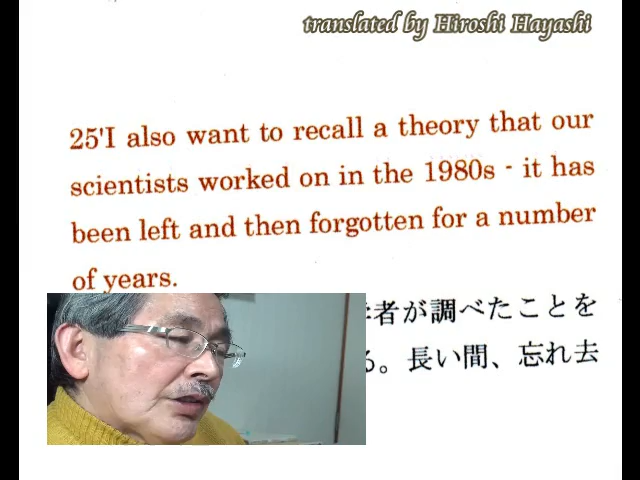 translated by Hiroshi Hayashi
25'I also want to recall a theory that our
scientists worked on in the 1980s - it has
been left and then forgotten for a number
of years.
者が調べたことを
る。長い間、忘れ去